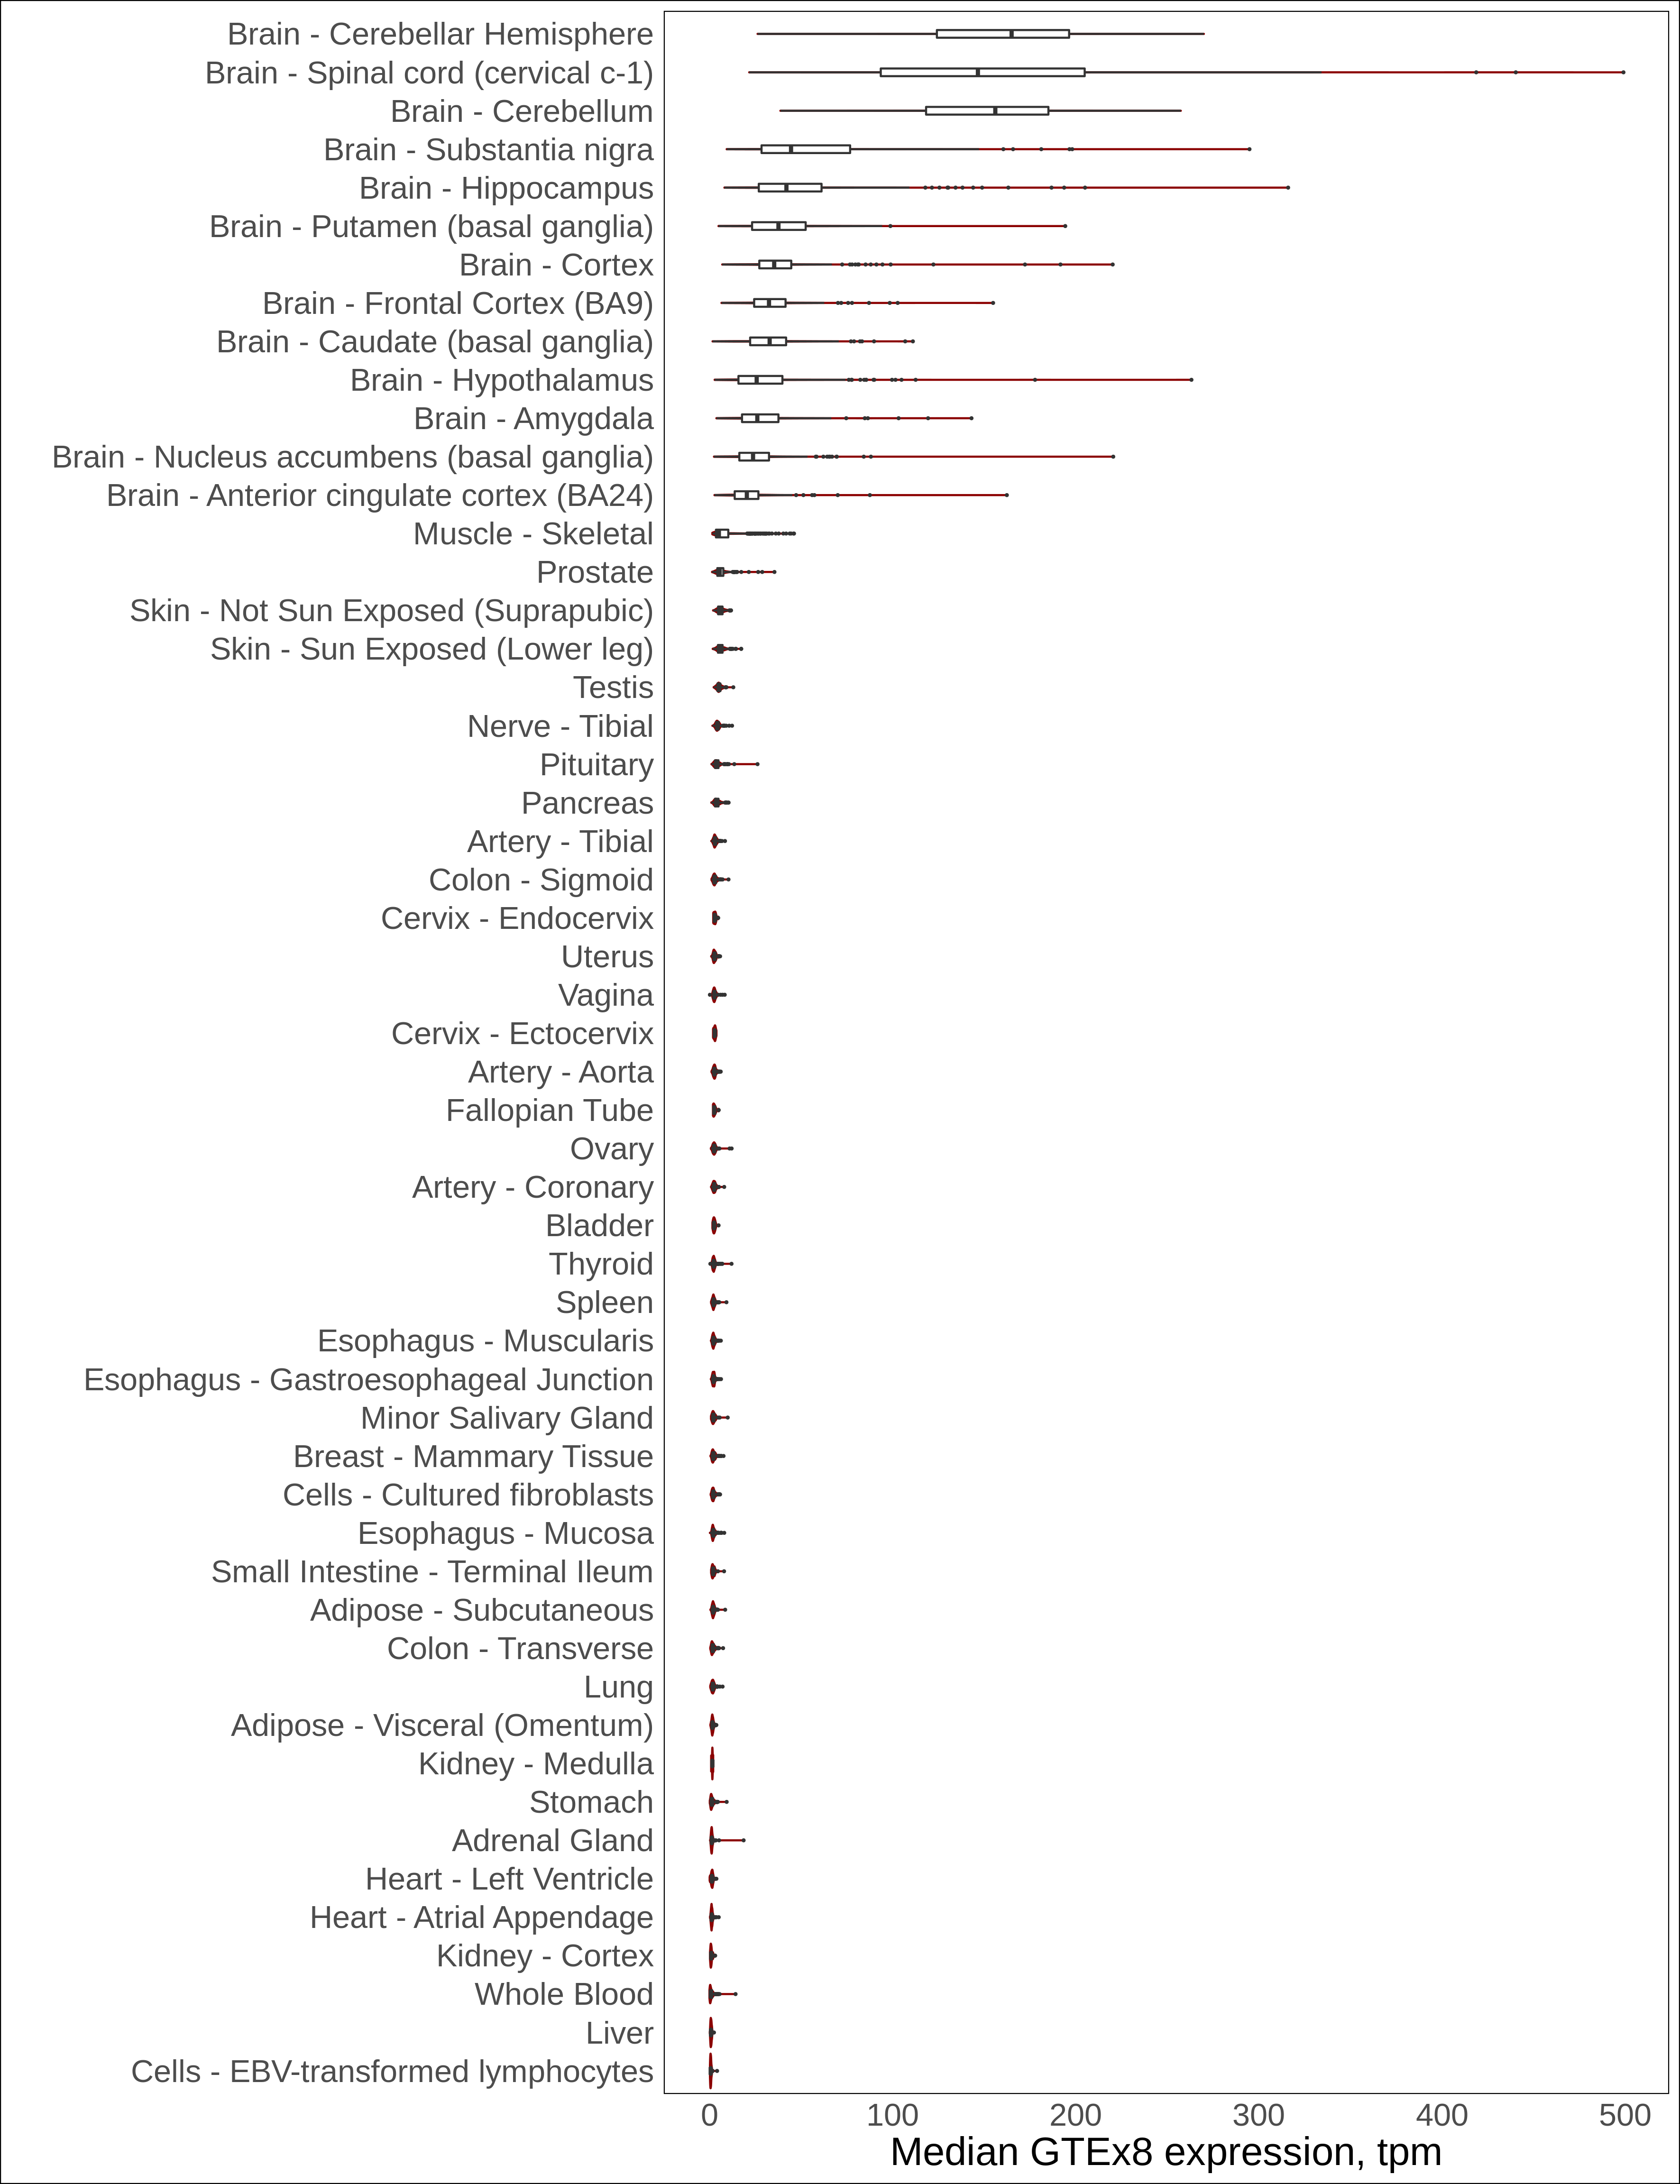 Brain - Cerebellar Hemisphere
Brain - Spinal cord (cervical c-1)
Brain - Cerebellum
Brain - Substantia nigra
Brain - Hippocampus
Brain - Putamen (basal ganglia)
Brain - Cortex
Brain - Frontal Cortex (BA9)
Brain - Caudate (basal ganglia)
Brain - Hypothalamus
Brain - Amygdala
Brain - Nucleus accumbens (basal ganglia)
Brain - Anterior cingulate cortex (BA24)
Muscle - Skeletal
Prostate
Skin - Not Sun Exposed (Suprapubic)
Skin - Sun Exposed (Lower leg)
Testis
Nerve - Tibial
Pituitary
Pancreas
Artery - Tibial
Colon - Sigmoid
Cervix - Endocervix
Uterus
Vagina
Cervix - Ectocervix
Artery - Aorta
Fallopian Tube
Ovary
Artery - Coronary
Bladder
Thyroid
Spleen
Esophagus - Muscularis
Esophagus - Gastroesophageal Junction
Minor Salivary Gland
Breast - Mammary Tissue
Cells - Cultured fibroblasts
Esophagus - Mucosa
Small Intestine - Terminal Ileum
Adipose - Subcutaneous
Colon - Transverse
Lung
Adipose - Visceral (Omentum)
Kidney - Medulla
Stomach
Adrenal Gland
Heart - Left Ventricle
Heart - Atrial Appendage
Kidney - Cortex
Whole Blood
Liver
Cells - EBV-transformed lymphocytes
0 100 200 300 400 500
Median GTEx8 expression, tpm